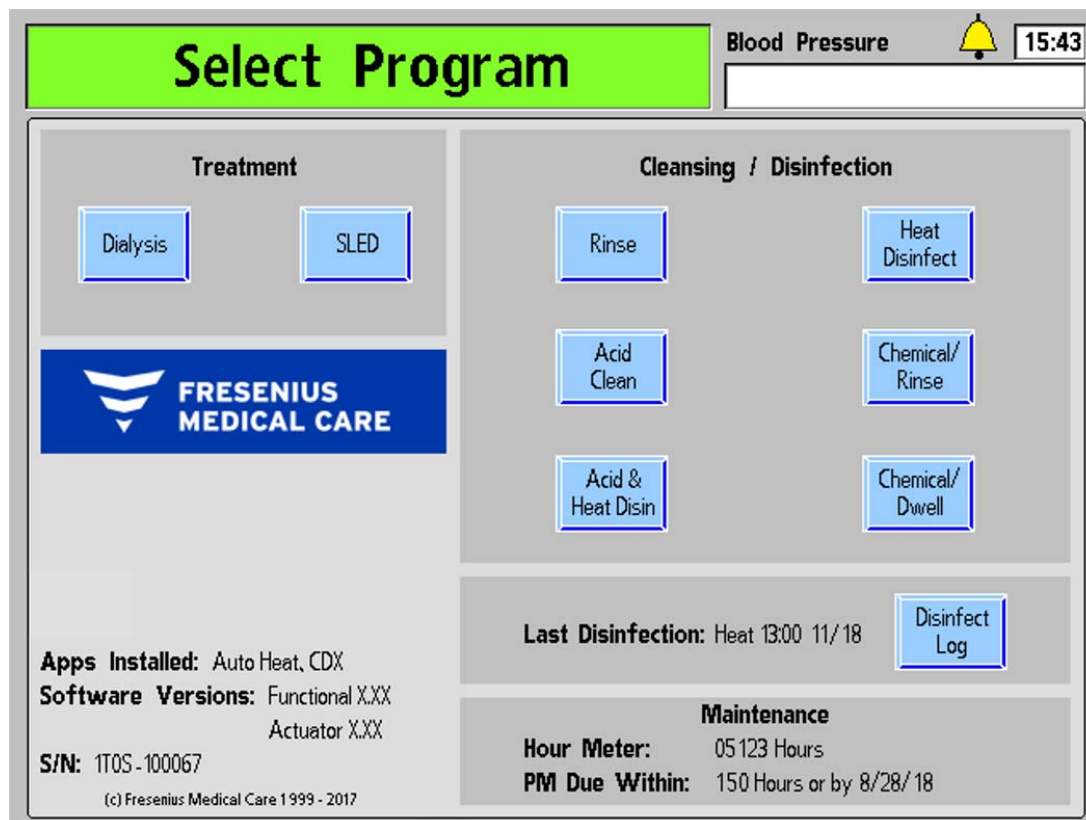 Select Program
Blood Pressure
15:43
Treatment
Dialysis
SLED
FRESENIUS
MEDICAL CARE
Cleansing / Disinfection
Rinse
Heat
Disinfect
Acid
Clean
Chemical/
Rinse
Acid &
Heat Disin
Chemical/
Dwell
Last Disinfection: Heat 13:00 11/18
Disinfect
Log
Apps Installed: Auto Heat, CDX
Software Versions: Functional X.XX
Actuator X.XX
S/N: 1T0S-100067
(c) Fresenius Medical Care 1999 - 2017
Maintenance
Hour Meter: 05123 Hours
PM Due Within: 150 Hours or by 8/28/18